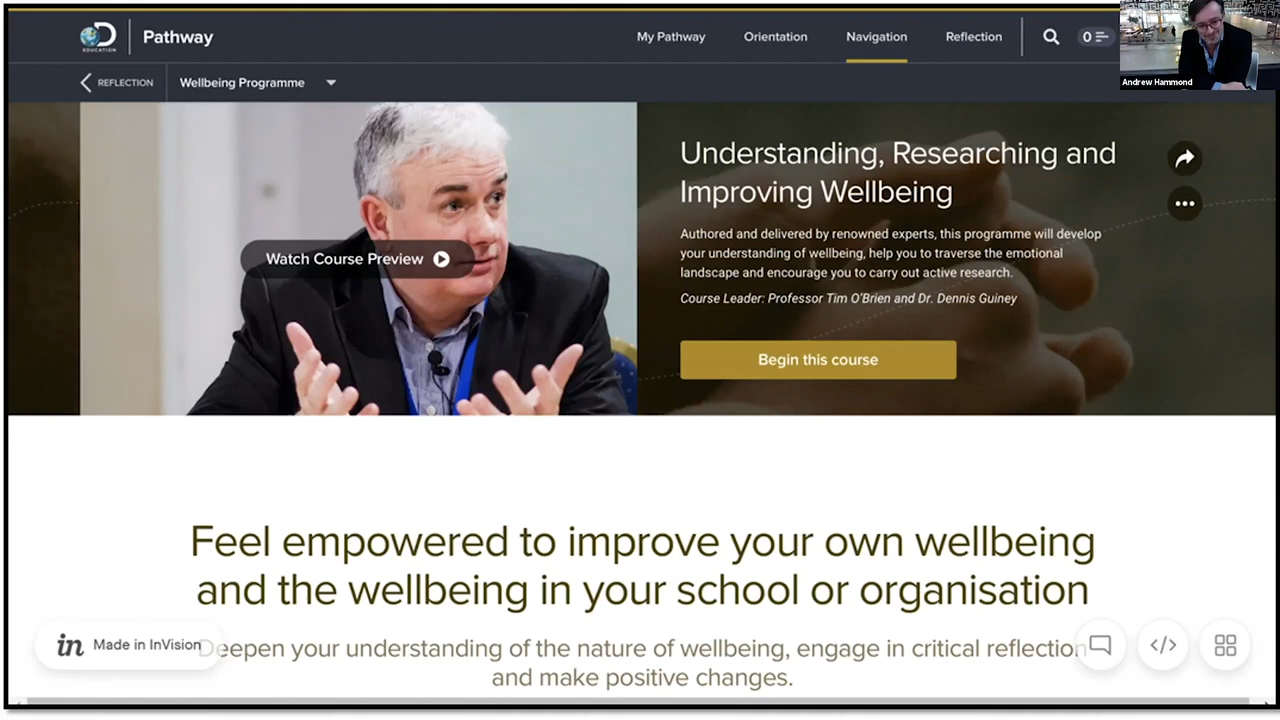 EDUCATION
Pathway
My Pathway
Orientation
Navigation
Reflection
0
Andrew Hammond
REFLECTION
Wellbeing Programme
Watch Course Preview
Understanding, Researching and
Improving Wellbeing
Authored and delivered by renowned experts, this programme will develop
your understanding of wellbeing, help you to traverse the emotional
landscape and encourage you to carry out active research.
Course Leader: Professor Tim O'Brien and Dr. Dennis Guiney
Begin this course
Feel empowered to improve your own wellbeing
and the wellbeing in your school or organisation
Deepen your understanding of the nature of wellbeing, engage in critical reflection
and make positive changes.
in Made in InVision